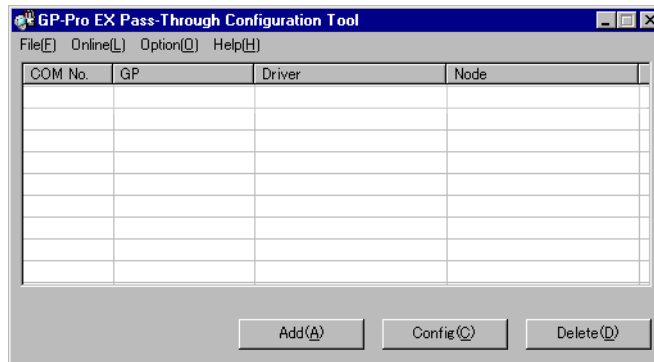 GP-Pro EX Pass-Through Configuration Tool
File(F) Online(L) Option(O) Help(H)
COM No. GP Driver Node
Add(A) Config(C) Delete(D)